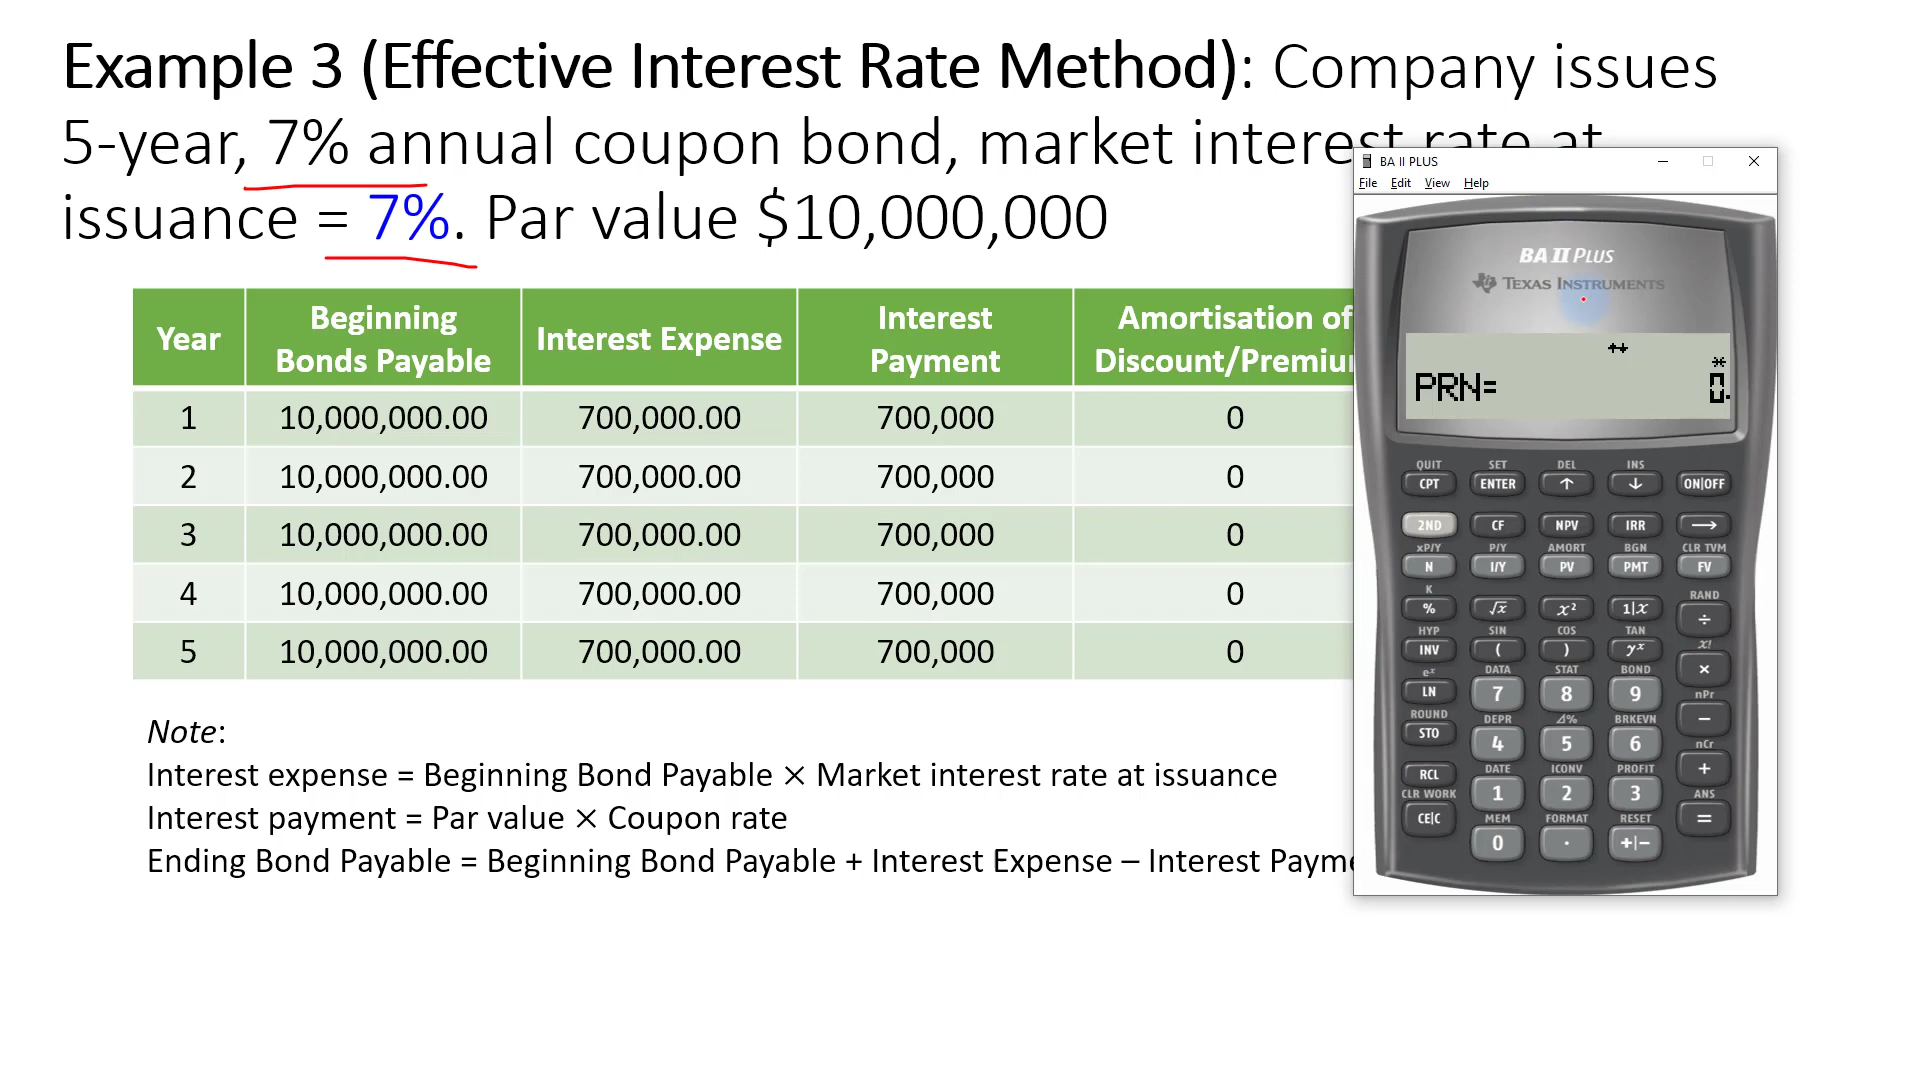 Example 3 (Effective Interest Rate Method): Company issues
5-year, 7% annual coupon bond, market interest rate at
issuance = 7%. Par value $10,000,000
Year
Beginning
Bonds Payable
Interest Expense
Interest
Payment
Amortisation of
Discount/Premiu
1 10,000,000.00 700,000.00 700,000 0
2 10,000,000.00 700,000.00 700,000 0
3 10,000,000.00 700,000.00 700,000 0
4 10,000,000.00 700,000.00 700,000 0
5 10,000,000.00 700,000.00 700,000 0
Note:
Interest expense = Beginning Bond Payable × Market interest rate at issuance
Interest payment = Par value × Coupon rate
Ending Bond Payable = Beginning Bond Payable + Interest Expense – Interest Payme
BA II PLUS
File Edit View Help
BA II PLUS
TEXAS INSTRUMENTS
PRN= 0.
QUIT SET DEL INS
CPT ENTER ↑ ↓ ON|OFF
2ND CF NPV IRR →
xP/Y P/Y AMORT BGN CLR TVM
N I/Y PV PMT FV
K RAND
% √x x² 1|x ÷
HYP SIN COS TAN x!
INV ( ) yˣ ×
eˣ DATA STAT BOND nPr
LN 7 8 9 −
ROUND DEPR Δ% BRKEVN nCr
STO 4 5 6 +
DATE ICONV PROFIT
RCL 1 2 3
CLR WORK ANS
CE|C =
MEM FORMAT RESET
0 . +|−